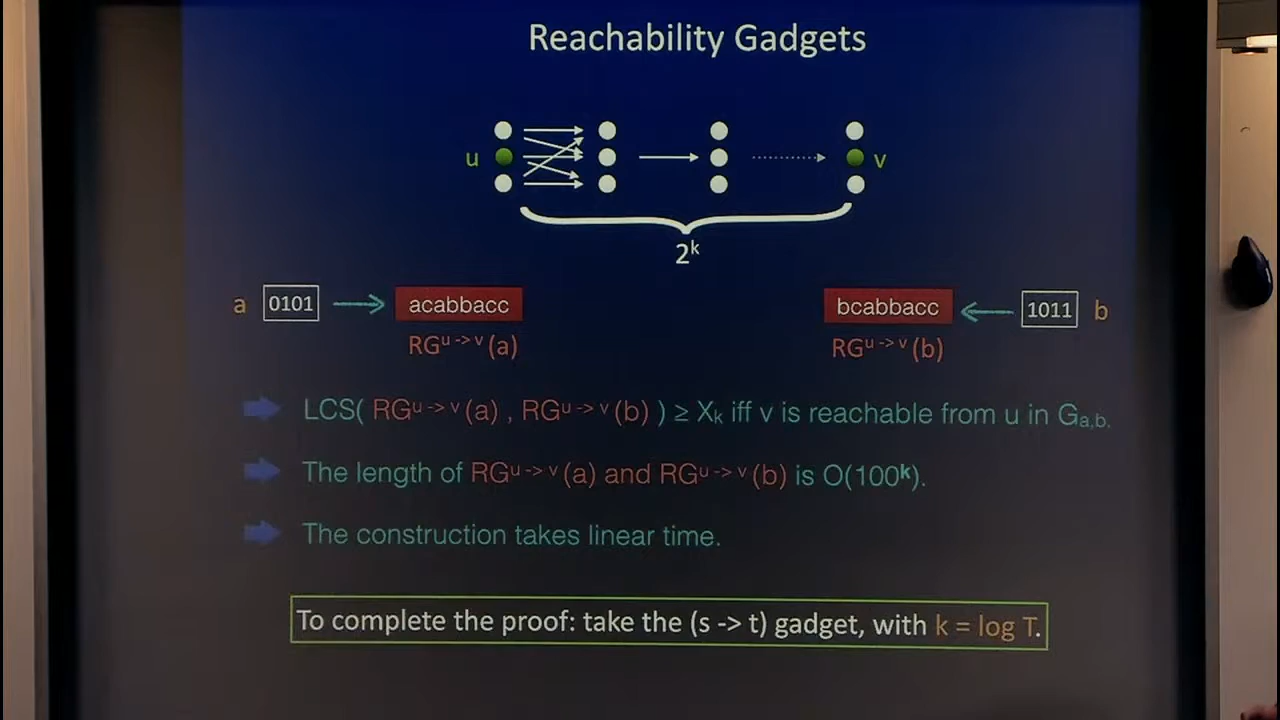 Reachability Gadgets
u v
2ᵏ
a 0101 acabbacc bcabbacc 1011 b
RGᵘ⁻ᐳᵛ(a) RGᵘ⁻ᐳᵛ(b)
LCS( RGᵘ⁻ᐳᵛ(a) , RGᵘ⁻ᐳᵛ(b) ) ≥ Xₖ iff v is reachable from u in G_a,b.
The length of RGᵘ⁻ᐳᵛ(a) and RGᵘ⁻ᐳᵛ(b) is O(100ᵏ).
The construction takes linear time.
To complete the proof: take the (s -> t) gadget, with k = log T.